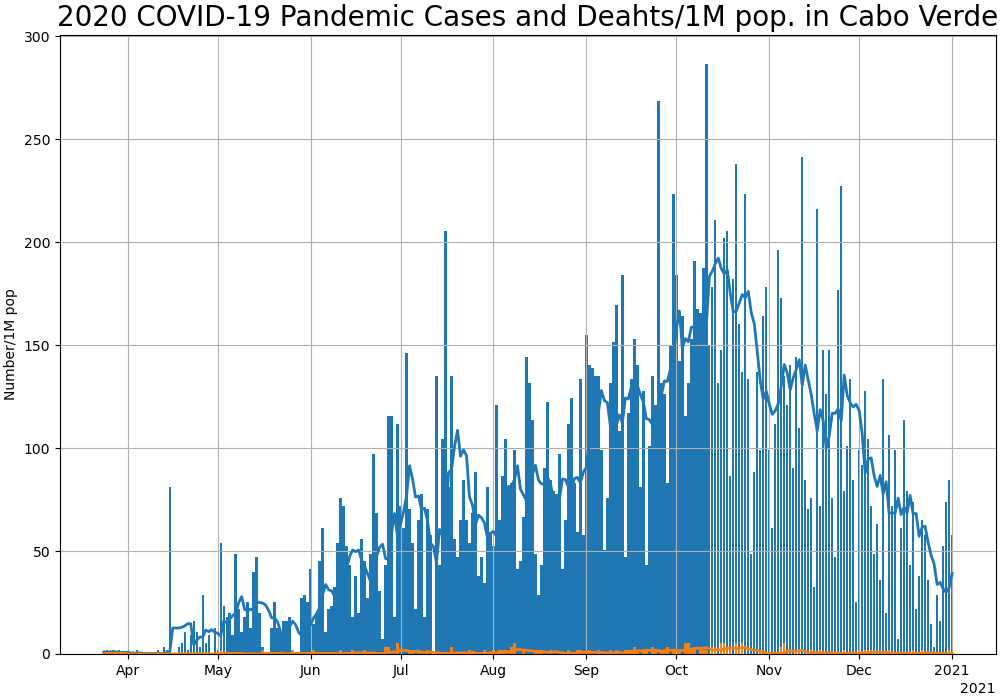 2020 COVID-19 Pandemic Cases and Deahts/1M pop. in Cabo Verde
300
250
200
150
100
50
0
Number/1M pop
Apr May Jun Jul Aug Sep Oct Nov Dec 2021
2021